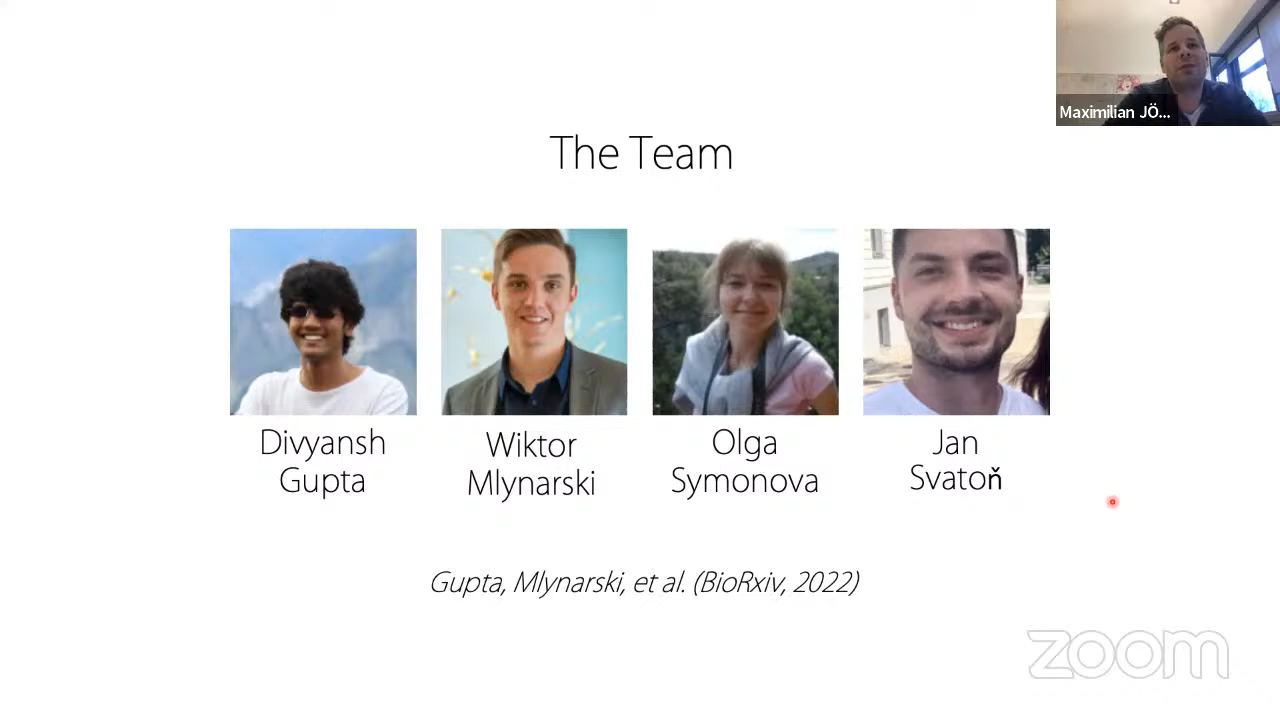 Maximilian JÖ...
The Team
Divyansh
Gupta
Wiktor
Mlynarski
Olga
Symonova
Jan
Svatoň
Gupta, Mlynarski, et al. (BioRxiv, 2022)
zoom